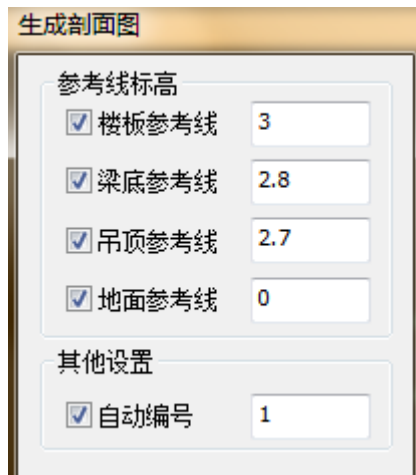 生成剖面图
参考线标高
楼板参考线 3
梁底参考线 2.8
吊顶参考线 2.7
地面参考线 0
其他设置
自动编号 1